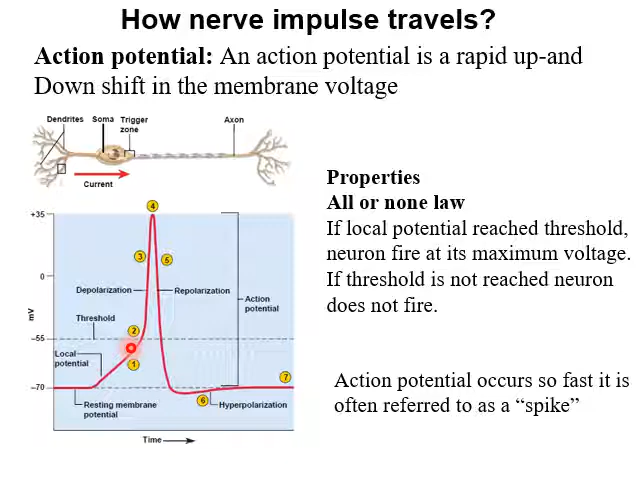 How nerve impulse travels?
Action potential: An action potential is a rapid up-and
Down shift in the membrane voltage
Dendrites Soma Trigger zone Axon
Current
Properties
All or none law
If local potential reached threshold,
neuron fire at its maximum voltage.
If threshold is not reached neuron
does not fire.
Action potential occurs so fast it is
often referred to as a “spike”
+35
4
3
5
0
Depolarization
Repolarization
Action
potential
mV
Threshold
2
–55
Local
potential
1
7
–70
Resting membrane
potential
6
Hyperpolarization
Time